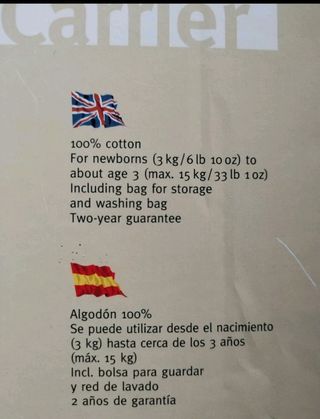 Carrier
100% cotton
For newborns (3 kg/6 lb 10 oz) to
about age 3 (max. 15 kg/33 lb 1 oz)
Including bag for storage
and washing bag
Two-year guarantee
Algodón 100%
Se puede utilizar desde el nacimiento
(3 kg) hasta cerca de los 3 años
(máx. 15 kg)
Incl. bolsa para guardar
y red de lavado
2 años de garantía